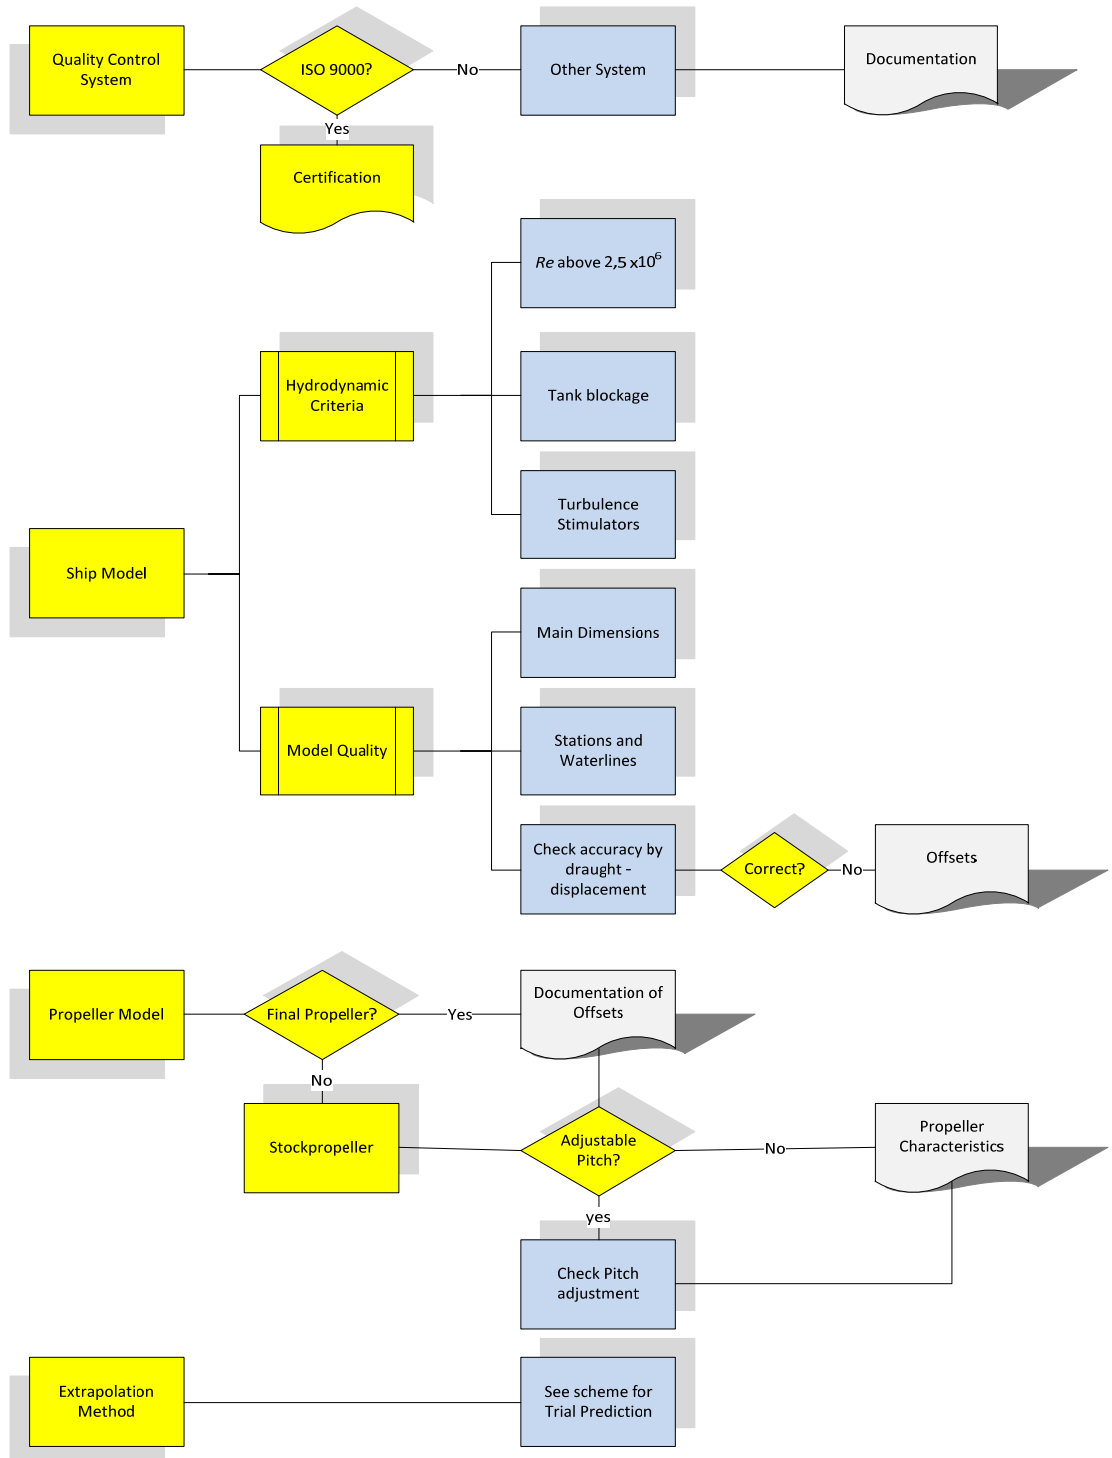 Quality Control
System
ISO 9000?
No
Other System
Documentation
Yes
Certification
Re above 2,5 x10⁶
Hydrodynamic
Criteria
Tank blockage
Turbulence
Stimulators
Ship Model
Main Dimensions
Model Quality
Stations and
Waterlines
Check accuracy by
draught -
displacement
Correct?
No
Offsets
Propeller Model
Final Propeller?
Yes
Documentation of
Offsets
No
Stockpropeller
Adjustable
Pitch?
No
Propeller
Characteristics
yes
Check Pitch
adjustment
Extrapolation
Method
See scheme for
Trial Prediction